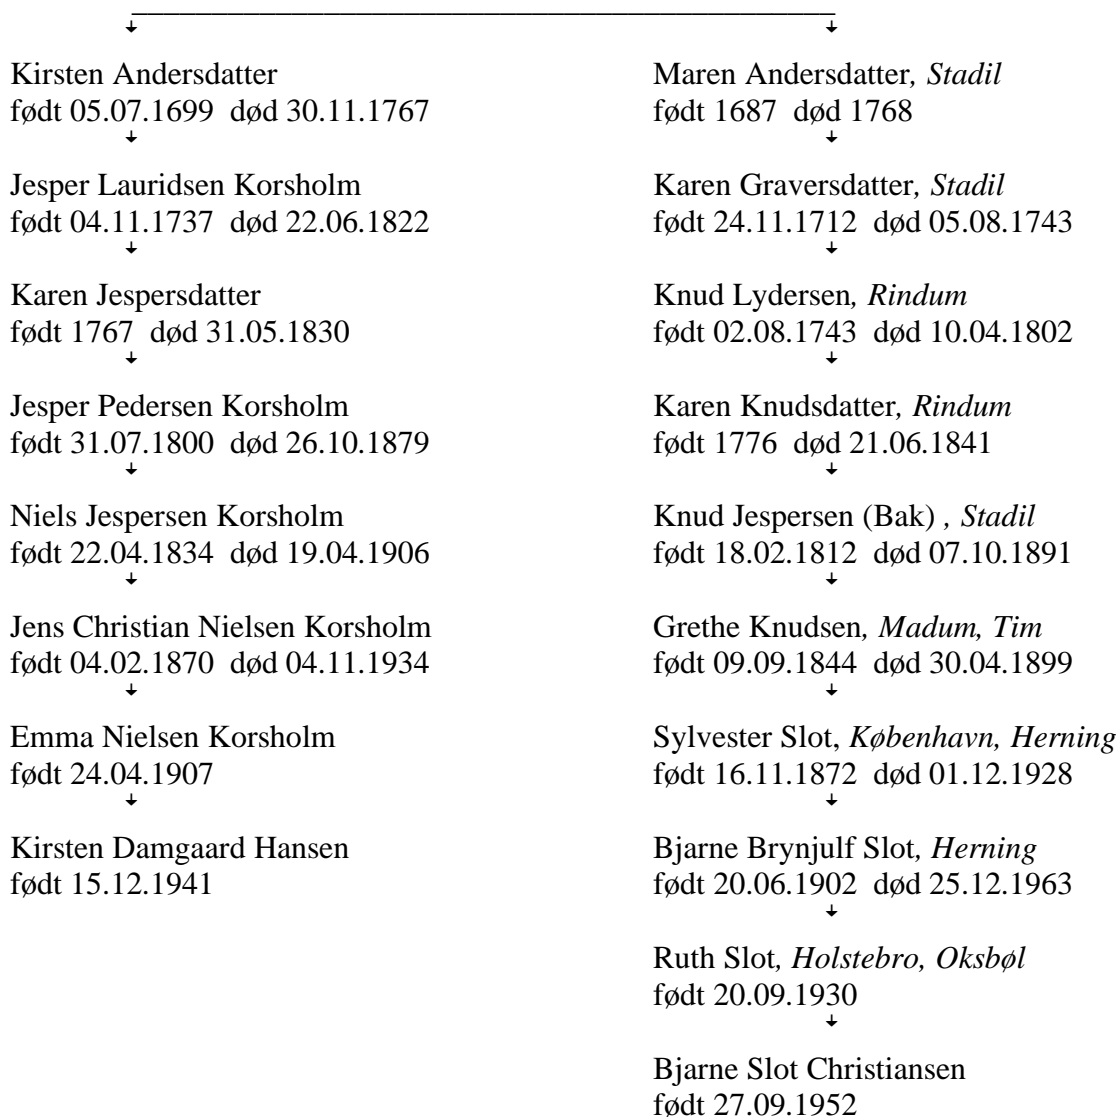 Kirsten Andersdatter
født 05.07.1699 død 30.11.1767
Jesper Lauridsen Korsholm
født 04.11.1737 død 22.06.1822
Karen Jespersdatter
født 1767 død 31.05.1830
Jesper Pedersen Korsholm
født 31.07.1800 død 26.10.1879
Niels Jespersen Korsholm
født 22.04.1834 død 19.04.1906
Jens Christian Nielsen Korsholm
født 04.02.1870 død 04.11.1934
Emma Nielsen Korsholm
født 24.04.1907
Kirsten Damgaard Hansen
født 15.12.1941
Maren Andersdatter, Stadil
født 1687 død 1768
Karen Graversdatter, Stadil
født 24.11.1712 død 05.08.1743
Knud Lydersen, Rindum
født 02.08.1743 død 10.04.1802
Karen Knudsdatter, Rindum
født 1776 død 21.06.1841
Knud Jespersen (Bak) , Stadil
født 18.02.1812 død 07.10.1891
Grethe Knudsen, Madum, Tim
født 09.09.1844 død 30.04.1899
Sylvester Slot, København, Herning
født 16.11.1872 død 01.12.1928
Bjarne Brynjulf Slot, Herning
født 20.06.1902 død 25.12.1963
Ruth Slot, Holstebro, Oksbøl
født 20.09.1930
Bjarne Slot Christiansen
født 27.09.1952